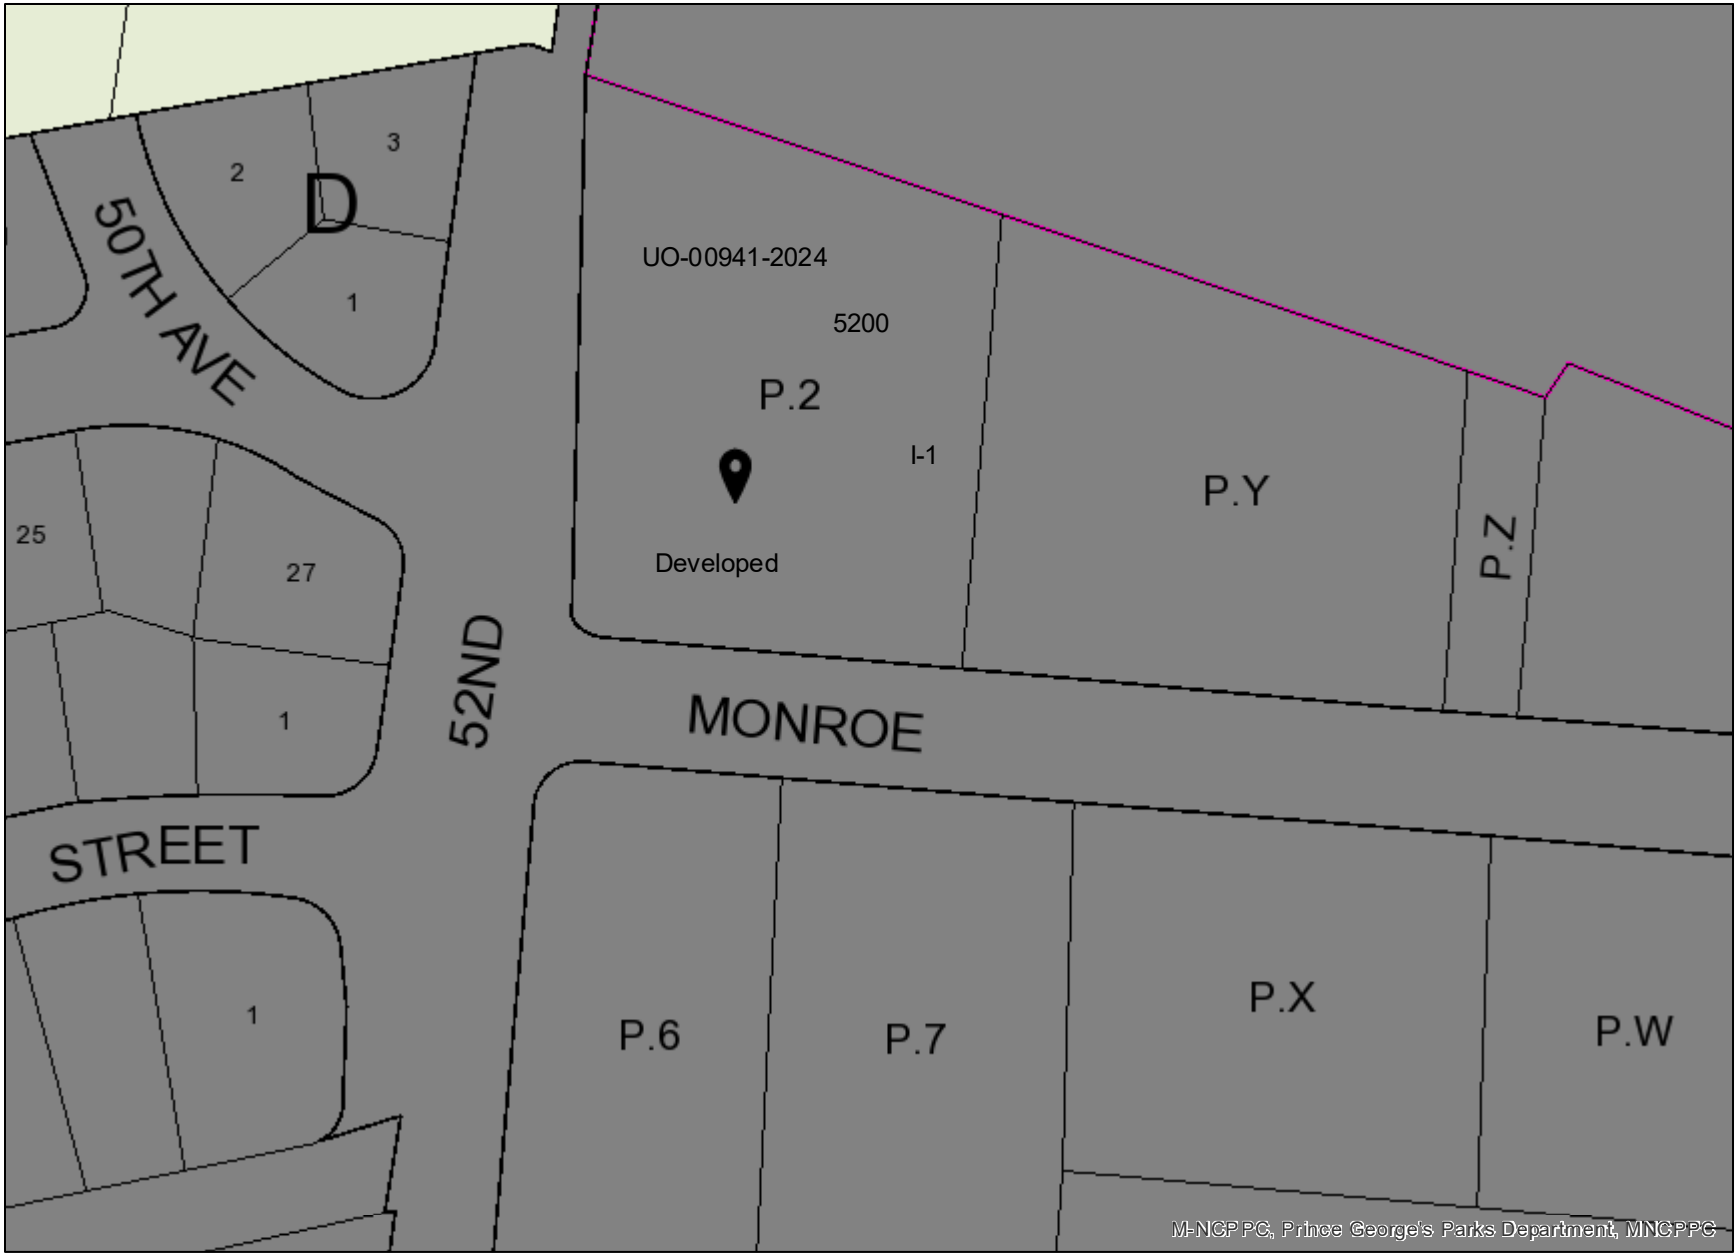 3
2
D
50TH AVE
1
UO-00941-2024
5200
P.2
I-1
P.Y
P.Z
25
27
Developed
52ND
1
MONROE
STREET
P.X
1
P.6
P.7
P.W
M-NCPPC, Prince George's Parks Department, MNCPPC